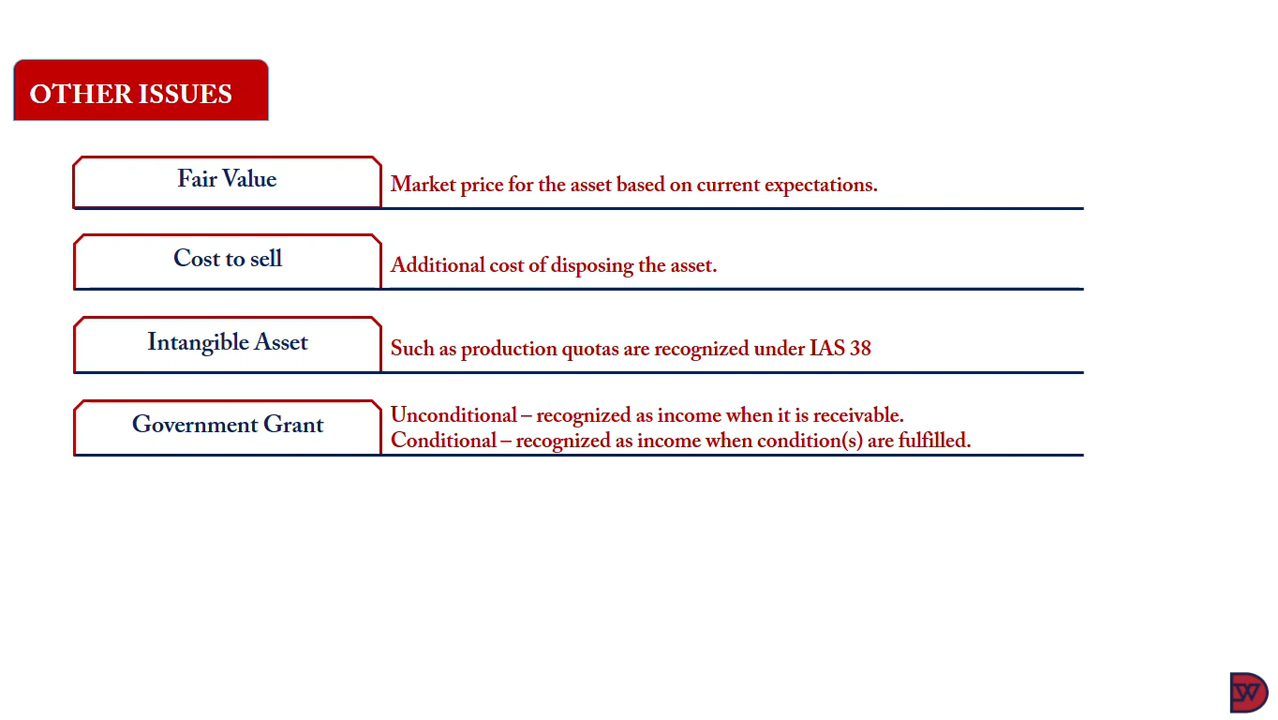 OTHER ISSUES
Fair Value
Market price for the asset based on current expectations.
Cost to sell
Additional cost of disposing the asset.
Intangible Asset
Such as production quotas are recognized under IAS 38
Government Grant
Unconditional – recognized as income when it is receivable.
Conditional – recognized as income when condition(s) are fulfilled.
DW